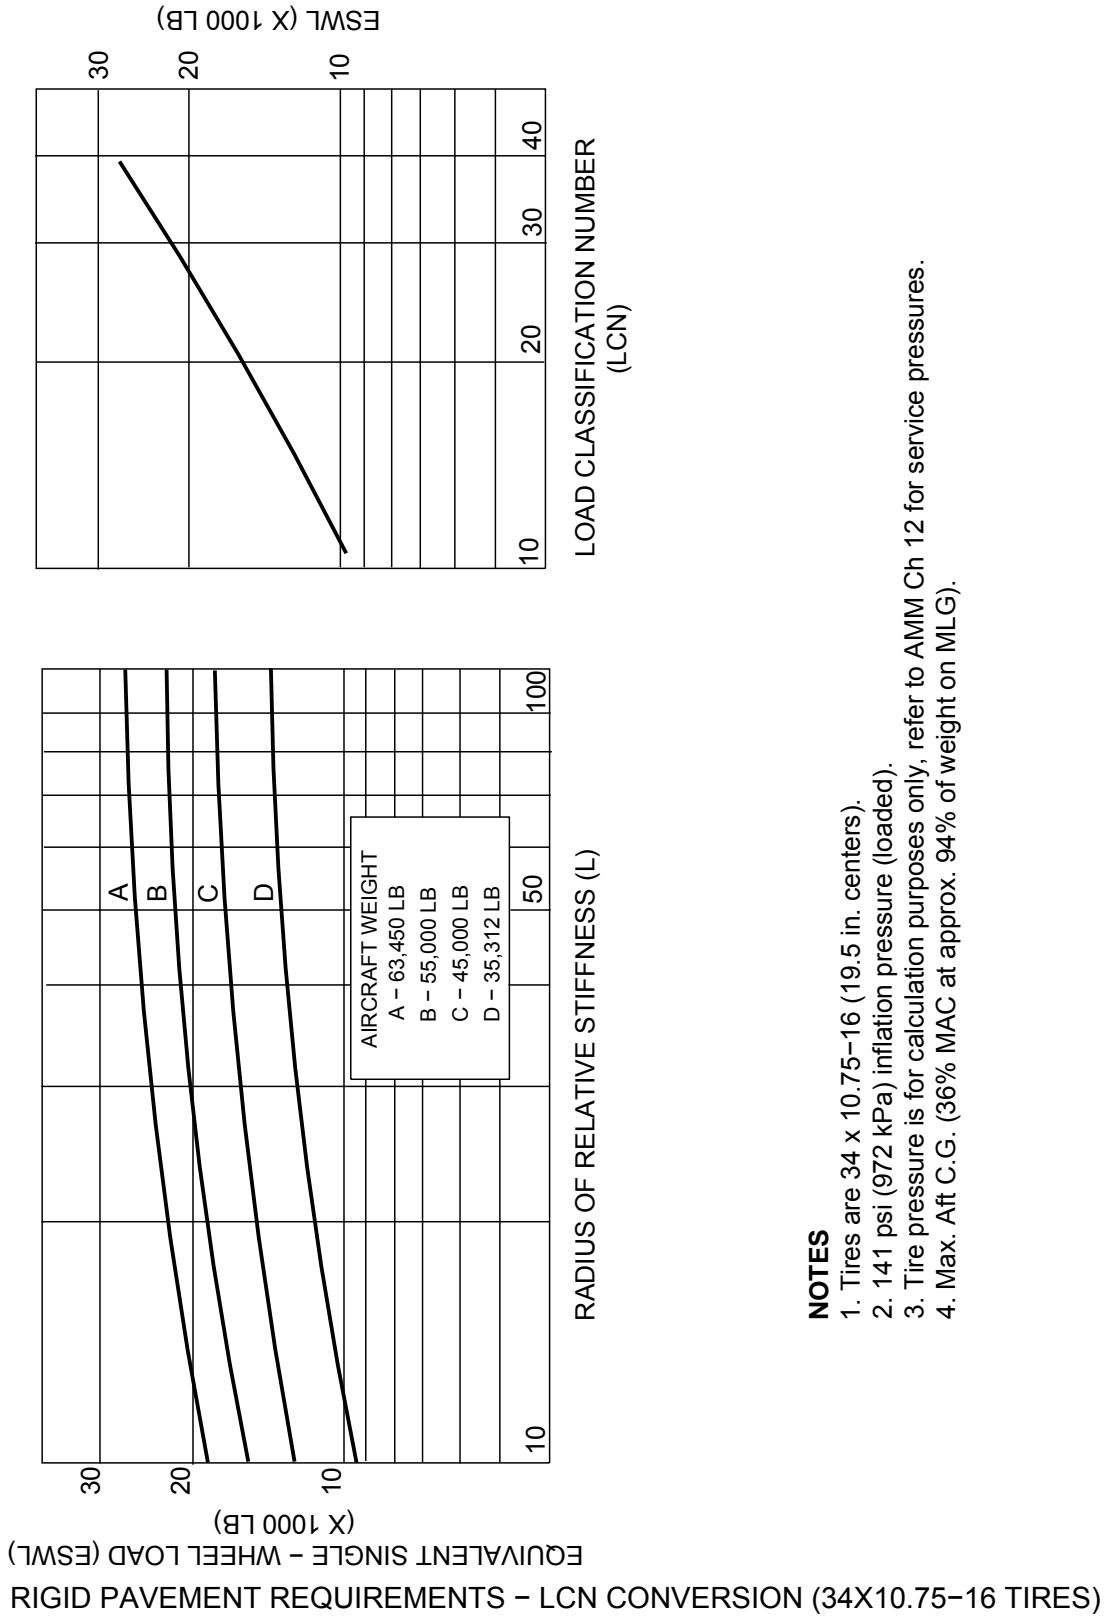 EQUIVALENT SINGLE – WHEEL LOAD (ESWL)
(X 1000 LB)
30
20
10
A
B
C
D
AIRCRAFT WEIGHT
A – 63,450 LB
B – 55,000 LB
C – 45,000 LB
D – 35,312 LB
10
50
100
RADIUS OF RELATIVE STIFFNESS (L)
ESWL (X 1000 LB)
30
20
10
10
20
30
40
LOAD CLASSIFICATION NUMBER
(LCN)
NOTES
1. Tires are 34 x 10.75–16 (19.5 in. centers).
2. 141 psi (972 kPa) inflation pressure (loaded).
3. Tire pressure is for calculation purposes only, refer to AMM Ch 12 for service pressures.
4. Max. Aft C.G. (36% MAC at approx. 94% of weight on MLG).
RIGID PAVEMENT REQUIREMENTS – LCN CONVERSION (34X10.75–16 TIRES)